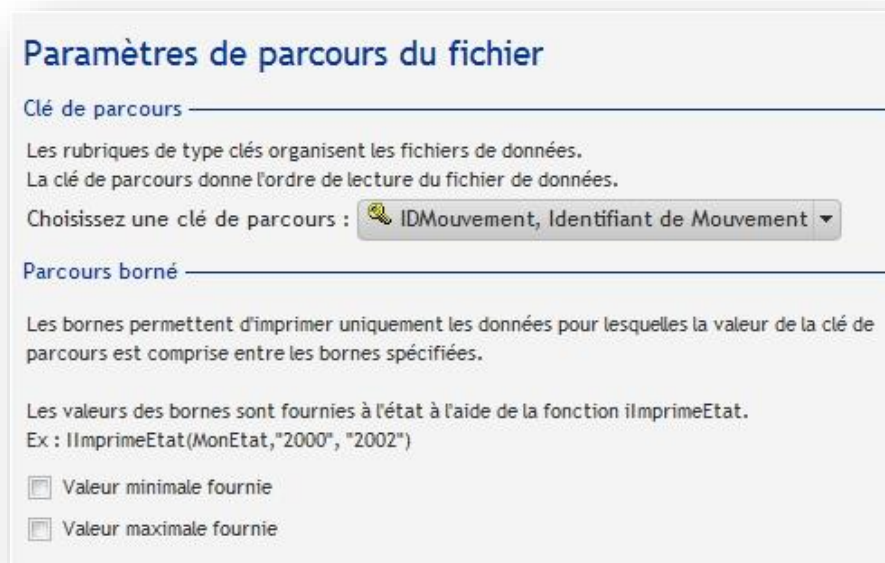 Paramètres de parcours du fichier
Clé de parcours
Les rubriques de type clés organisent les fichiers de données.
La clé de parcours donne l'ordre de lecture du fichier de données.
Choisissez une clé de parcours : IDMouvement, Identifiant de Mouvement
Parcours borné
Les bornes permettent d'imprimer uniquement les données pour lesquelles la valeur de la clé de
parcours est comprise entre les bornes spécifiées.
Les valeurs des bornes sont fournies à l'état à l'aide de la fonction iImprimeEtat.
Ex : IImprimeEtat(MonEtat,"2000", "2002")
Valeur minimale fournie
Valeur maximale fournie